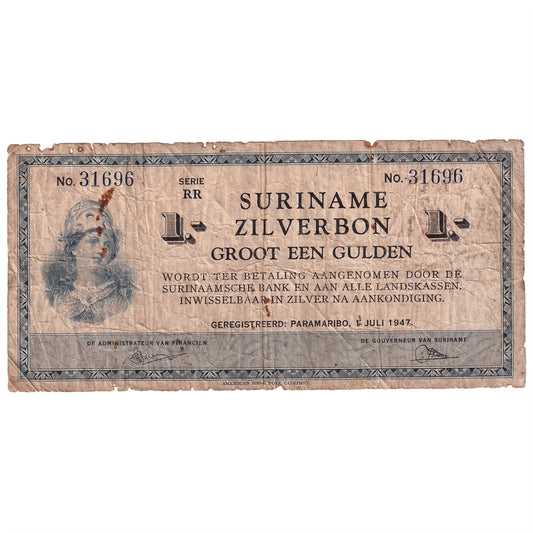 No. 31696 SERIE RR No. 31696
SURINAME
1.- ZILVERBON 1.-
GROOT EEN GULDEN
WORDT TER BETALING AANGENOMEN DOOR DE
SURINAAMSCHE BANK EN AAN ALLE LANDSKASSEN.
INWISSELBAAR IN ZILVER NA AANKONDIGING.
GEREGISTREERD: PARAMARIBO, 1 JULI 1947.
DE ADMINISTRATEUR VAN FINANCIEN DE GOUVERNEUR VAN SURINAME
AMERICAN BANK NOTE COMPANY.